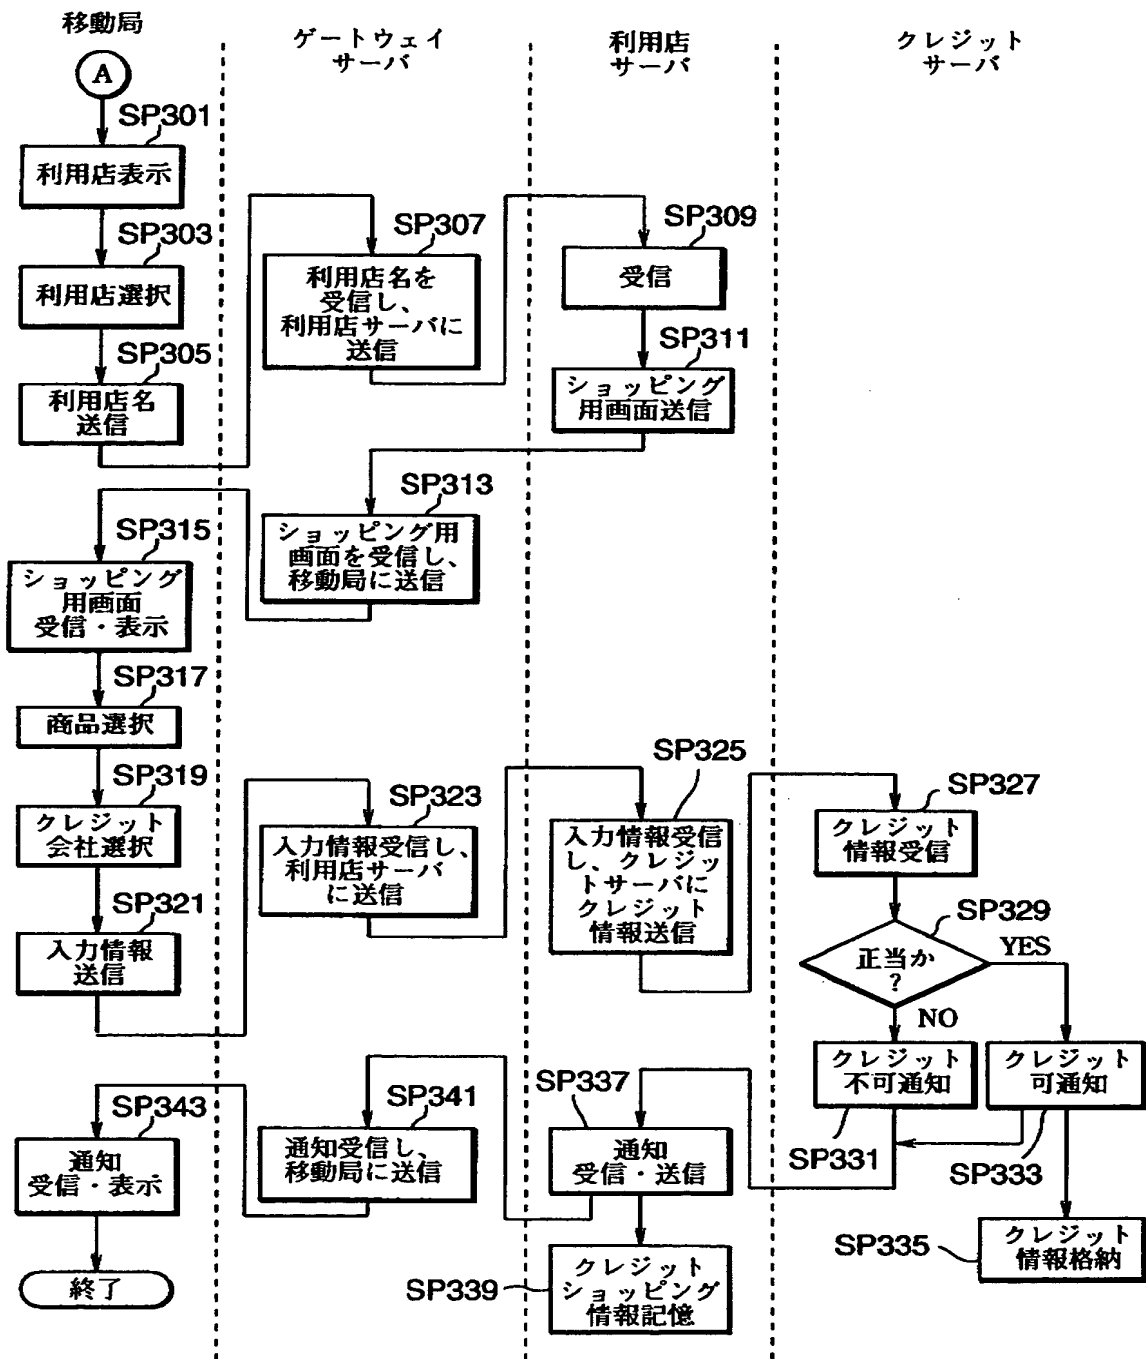 移動局
ゲートウェイ
サーバ
利用店
サーバ
クレジット
サーバ
A
SP301
利用店表示
SP303
利用店選択
SP305
利用店名
送信
SP307
利用店名を
受信し、
利用店サーバに
送信
SP309
受信
SP311
ショッピング
用画面送信
SP313
ショッピング用
画面を受信し、
移動局に送信
SP315
ショッピング
用画面
受信・表示
SP317
商品選択
SP319
クレジット
会社選択
SP321
入力情報
送信
SP323
入力情報受信し、
利用店サーバ
に送信
SP325
入力情報受信
し、クレジッ
トサーバに
クレジット
情報送信
SP327
クレジット
情報受信
SP329
正当か
?
YES
NO
クレジット
不可通知
SP331
クレジット
可通知
SP333
SP335
クレジット
情報格納
SP337
通知
受信・送信
SP339
クレジット
ショッピング
情報記憶
SP341
通知受信し、
移動局に送信
SP343
通知
受信・表示
終了